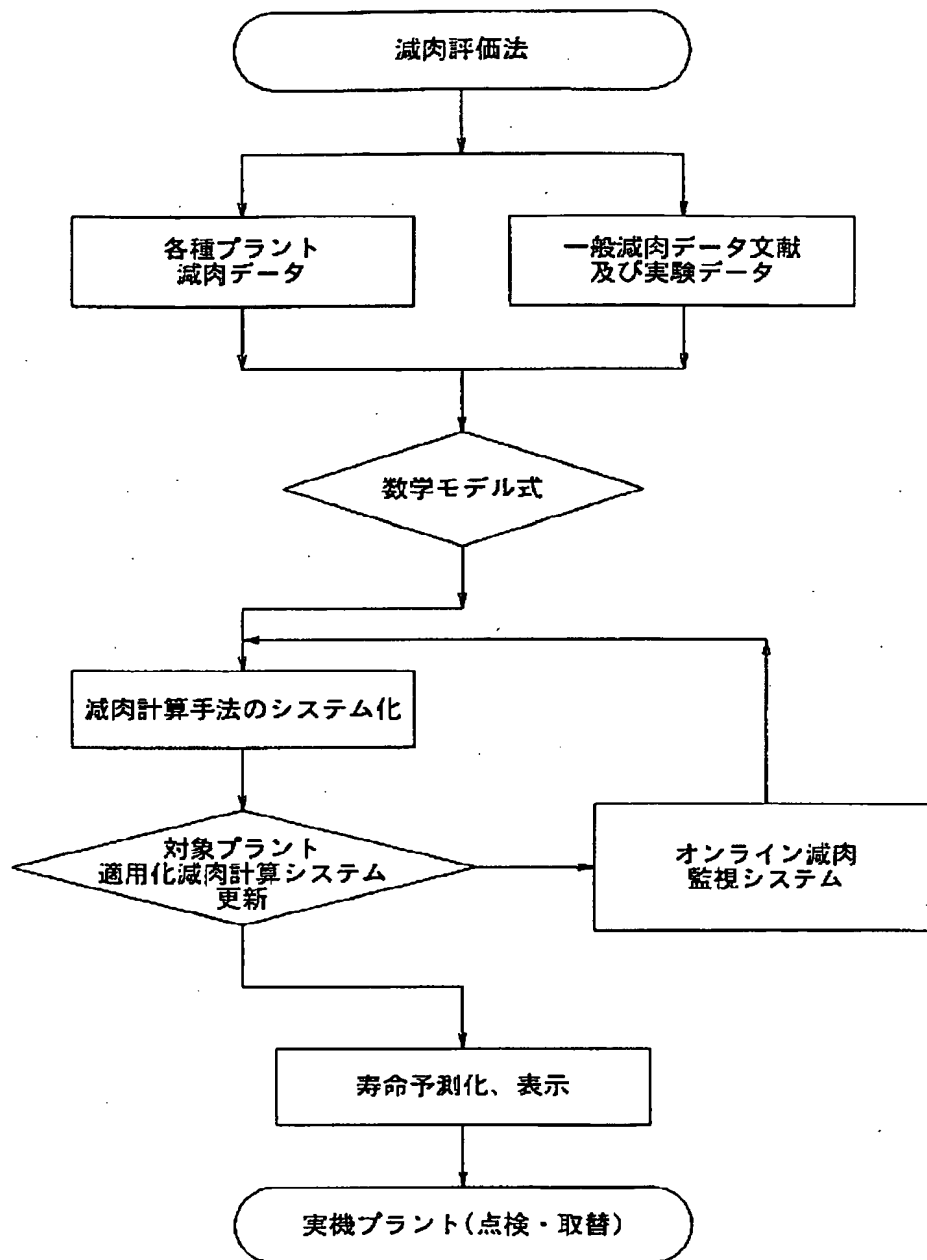 減肉評価法
各種プラント
減肉データ
一般減肉データ文献
及び実験データ
数学モデル式
減肉計算手法のシステム化
対象プラント
適用化減肉計算システム
更新
オンライン減肉
監視システム
寿命予測化、表示
実機プラント(点検・取替)